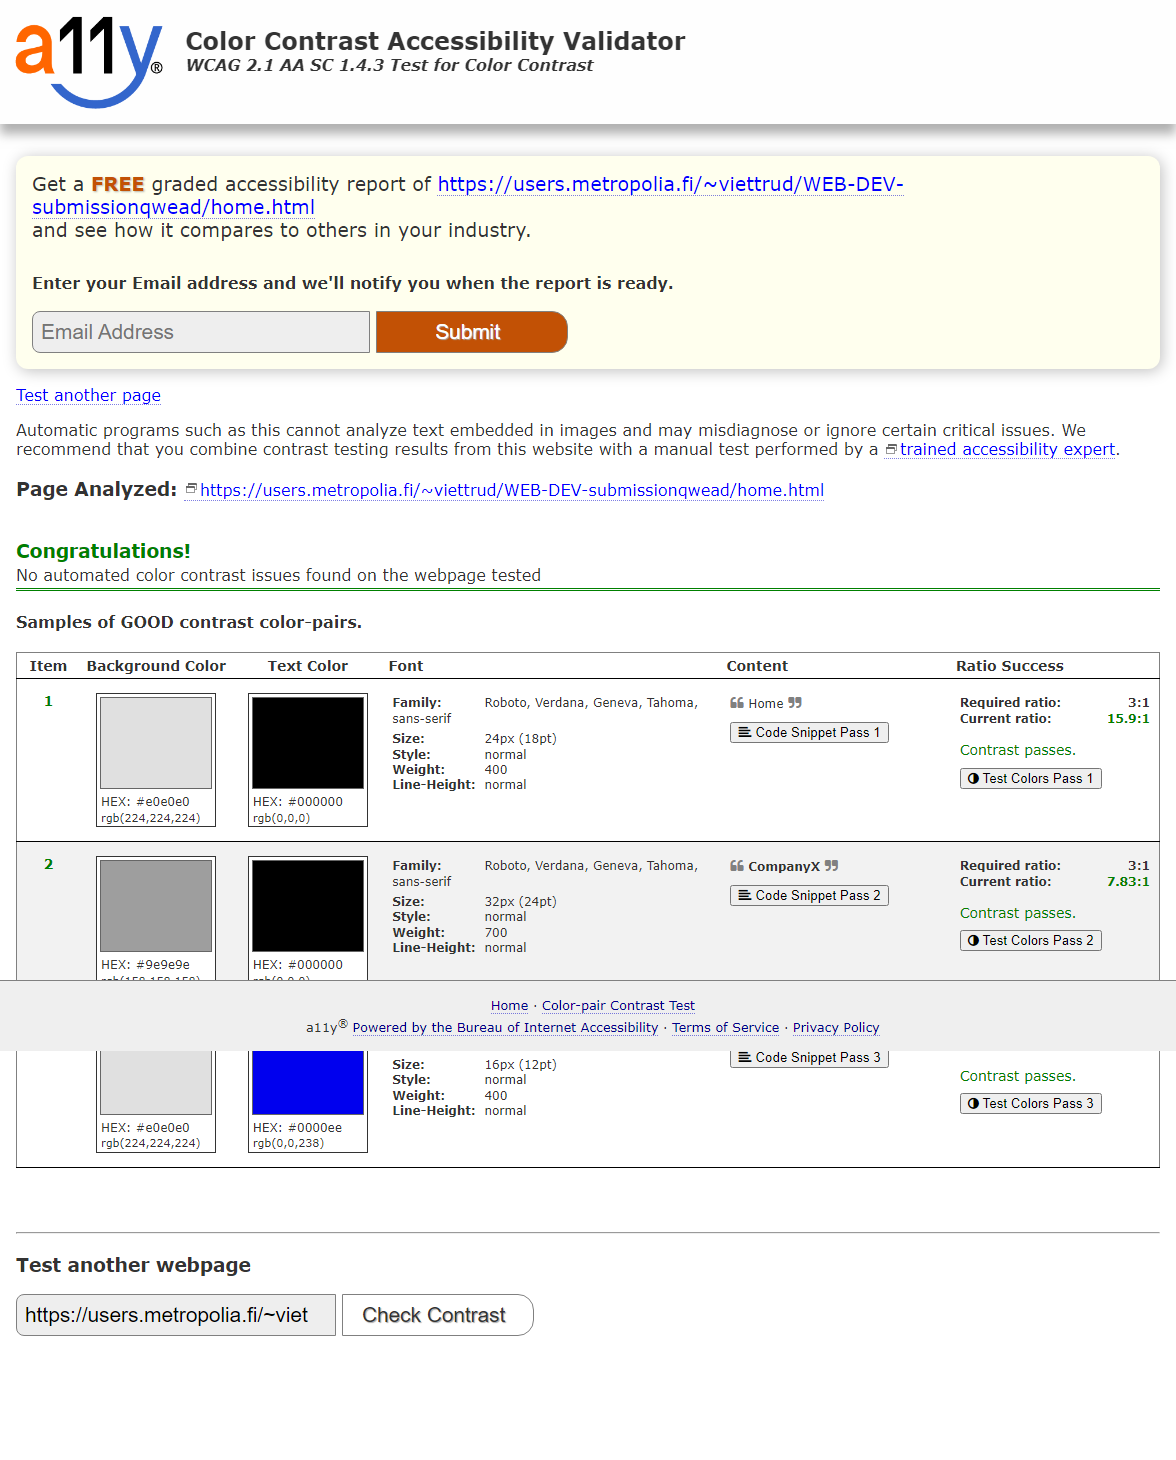 a11y®
Color Contrast Accessibility Validator
WCAG 2.1 AA SC 1.4.3 Test for Color Contrast
Get a FREE graded accessibility report of https://users.metropolia.fi/~viettrud/WEB-DEV-
submissionqwead/home.html
and see how it compares to others in your industry.
Enter your Email address and we'll notify you when the report is ready.
Email Address Submit
Test another page
Automatic programs such as this cannot analyze text embedded in images and may misdiagnose or ignore certain critical issues. We
recommend that you combine contrast testing results from this website with a manual test performed by a trained accessibility expert.
Page Analyzed: https://users.metropolia.fi/~viettrud/WEB-DEV-submissionqwead/home.html
Congratulations!
No automated color contrast issues found on the webpage tested
Samples of GOOD contrast color-pairs.
Item Background Color Text Color Font Content Ratio Success
1
HEX: #e0e0e0
rgb(224,224,224)
HEX: #000000
rgb(0,0,0)
Family: Roboto, Verdana, Geneva, Tahoma,
sans-serif
Size: 24px (18pt)
Style: normal
Weight: 400
Line-Height: normal
❝ Home ❞
Code Snippet Pass 1
Required ratio: 3:1
Current ratio: 15.9:1
Contrast passes.
Test Colors Pass 1
2
HEX: #9e9e9e
rgb(158,158,158)
HEX: #000000
rgb(0,0,0)
Family: Roboto, Verdana, Geneva, Tahoma,
sans-serif
Size: 32px (24pt)
Style: normal
Weight: 700
Line-Height: normal
❝ CompanyX ❞
Code Snippet Pass 2
Required ratio: 3:1
Current ratio: 7.83:1
Contrast passes.
Test Colors Pass 2
Home · Color-pair Contrast Test
a11y® Powered by the Bureau of Internet Accessibility · Terms of Service · Privacy Policy
HEX: #e0e0e0
rgb(224,224,224)
HEX: #0000ee
rgb(0,0,238)
Size: 16px (12pt)
Style: normal
Weight: 400
Line-Height: normal
Code Snippet Pass 3
Contrast passes.
Test Colors Pass 3
Test another webpage
https://users.metropolia.fi/~viet Check Contrast